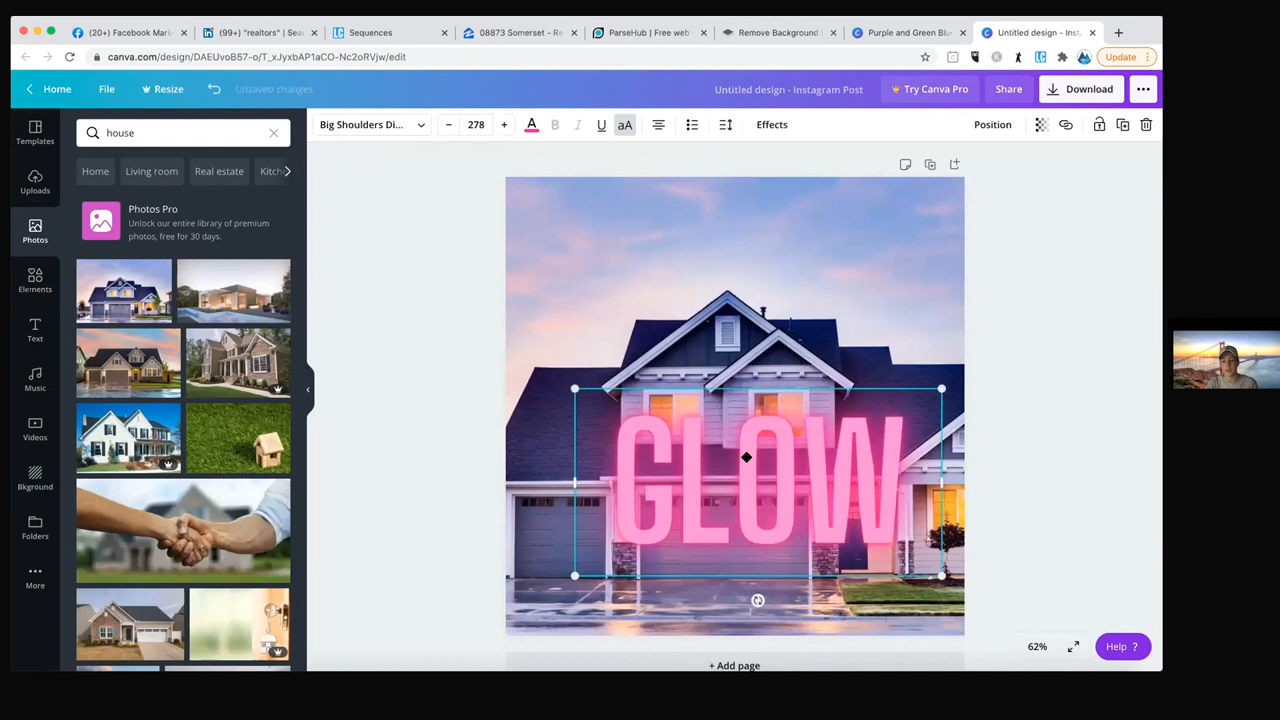 (20+) Facebook Mark
(99+) "realtors" | Sear
Sequences
08873 Somerset - Re
ParseHub | Free web
Remove Background
Purple and Green Blu
Untitled design - Inst
canva.com/design/DAEUvoB57-o/T_xJyxbAP1aCO-Nc2oRVjw/edit
Update
Home
File
Resize
Unsaved changes
Untitled design - Instagram Post
Try Canva Pro
Share
Download
Templates
Uploads
Photos
Elements
Text
Music
Videos
Bkground
Folders
More
house
Home
Living room
Real estate
Kitch
Photos Pro
Unlock our entire library of premium
photos, free for 30 days.
Big Shoulders Di...
278
A
B
I
U
aA
Effects
Position
GLOW
+ Add page
62%
Help ?